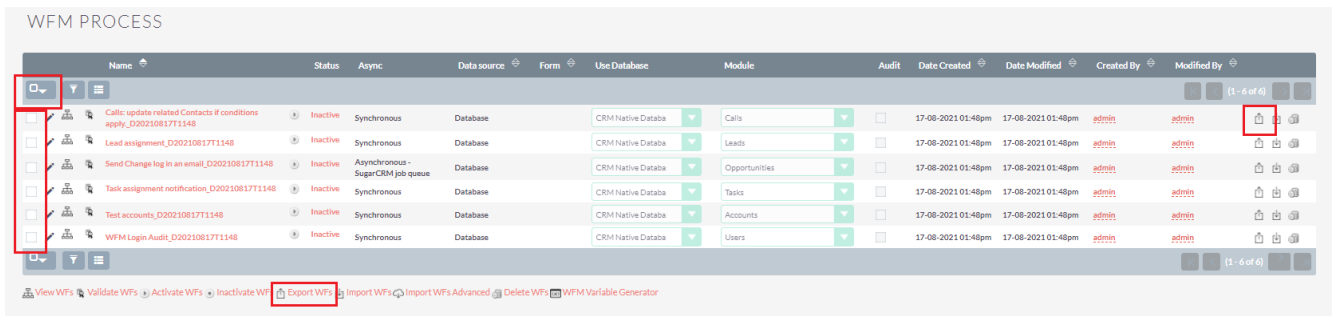 WFM PROCESS
Name Status Async Data source Form Use Database Module Audit Date Created Date Modified Created By Modified By
(1 - 6 of 6)
Calls: update related Contacts if conditions
apply_D20210817T1148 Inactive Synchronous Database CRM Native Databa Calls 17-08-2021 01:48pm 17-08-2021 01:48pm admin admin
Lead assignment_D20210817T1148 Inactive Synchronous Database CRM Native Databa Leads 17-08-2021 01:48pm 17-08-2021 01:48pm admin admin
Send Change log in an email_D20210817T1148 Inactive Asynchronous - Database CRM Native Databa Opportunities 17-08-2021 01:48pm 17-08-2021 01:48pm admin admin
SugarCRM job queue
Task assignment notification_D20210817T1148 Inactive Synchronous Database CRM Native Databa Tasks 17-08-2021 01:48pm 17-08-2021 01:48pm admin admin
Test accounts_D20210817T1148 Inactive Synchronous Database CRM Native Databa Accounts 17-08-2021 01:48pm 17-08-2021 01:48pm admin admin
WFM Login Audit_D20210817T1148 Inactive Synchronous Database CRM Native Databa Users 17-08-2021 01:48pm 17-08-2021 01:48pm admin admin
(1 - 6 of 6)
View WFs Validate WFs Activate WFs Inactivate WF Export WFs Import WFs Import WFs Advanced Delete WFs WFM Variable Generator